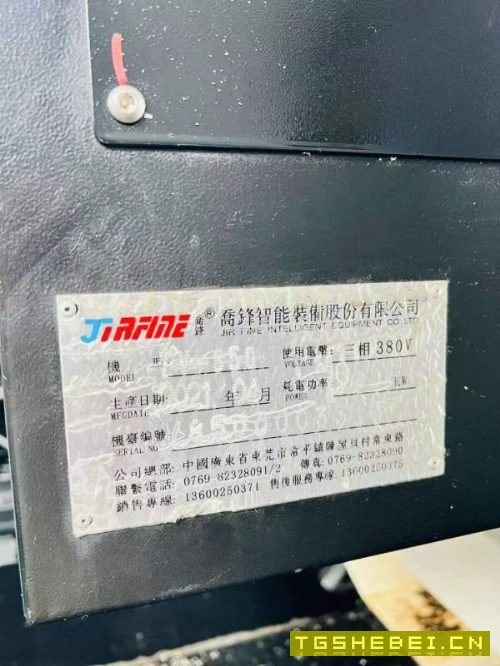 JIRFINE 喬鋒 ® 喬鋒智能裝備股份有限公司
JIR FINE INTELLIGENT EQUIPMENT CO.,LTD.
機 型: 使用電壓: 三相 380V
MODEL VOLTAGE
生產日期: 年 月 耗電功率: KW
MFGDATE POWER
機臺編號:
SERIAL NO
公司總部: 中國廣東省東莞市常平鎮陳屋貝村常東路
聯繫電話: 0769-82328091/2 傳真: 0769-82328090
銷售專線: 13600250371 售後服務專線: 13600250375
TGSHEBEI.CN